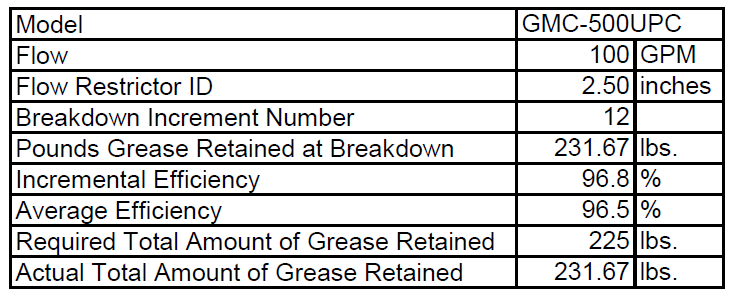 Model GMC-500UPC
Flow 100 GPM
Flow Restrictor ID 2.50 inches
Breakdown Increment Number 12
Pounds Grease Retained at Breakdown 231.67 lbs.
Incremental Efficiency 96.8 %
Average Efficiency 96.5 %
Required Total Amount of Grease Retained 225 lbs.
Actual Total Amount of Grease Retained 231.67 lbs.